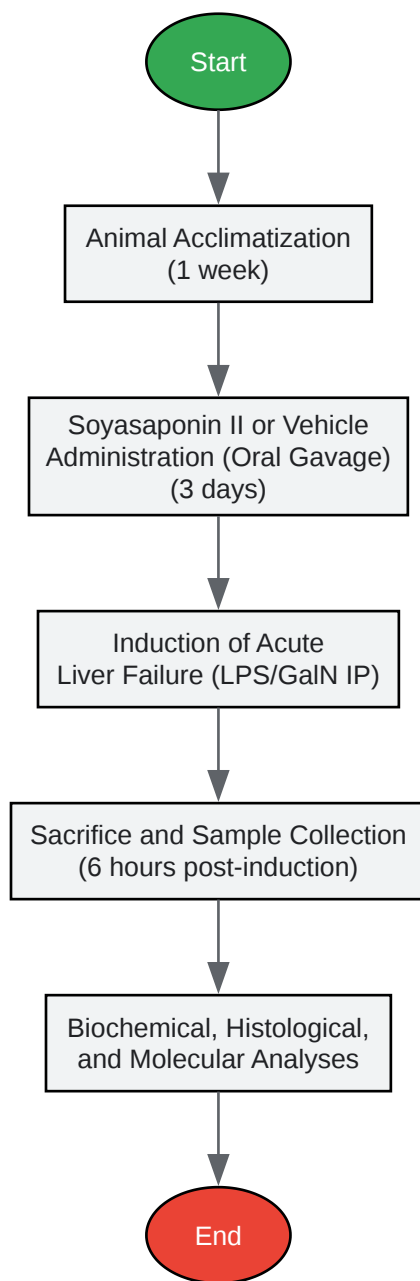 Start
Animal Acclimatization
(1 week)
Soyasaponin II or Vehicle
Administration (Oral Gavage)
(3 days)
Induction of Acute
Liver Failure (LPS/GalN IP)
Sacrifice and Sample Collection
(6 hours post-induction)
Biochemical, Histological,
and Molecular Analyses
End